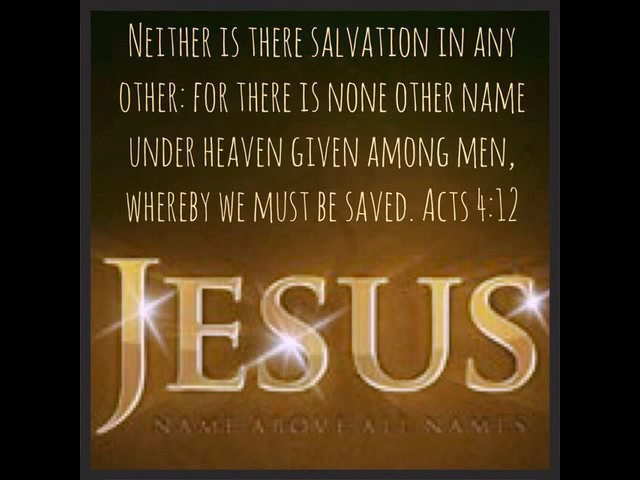 Neither is there salvation in any
other: for there is none other name
under heaven given among men,
whereby we must be saved. Acts 4:12
JESUS
NAME ABOVE ALL NAMES